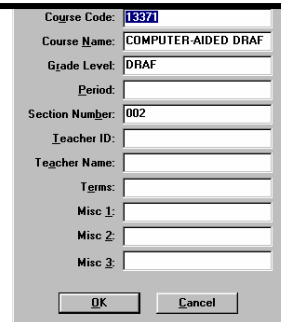 Course Code: 13371
Course Name: COMPUTER-AIDED DRAF
Grade Level: DRAF
Period:
Section Number: 002
Teacher ID:
Teacher Name:
Terms:
Misc 1:
Misc 2:
Misc 3:
OK Cancel